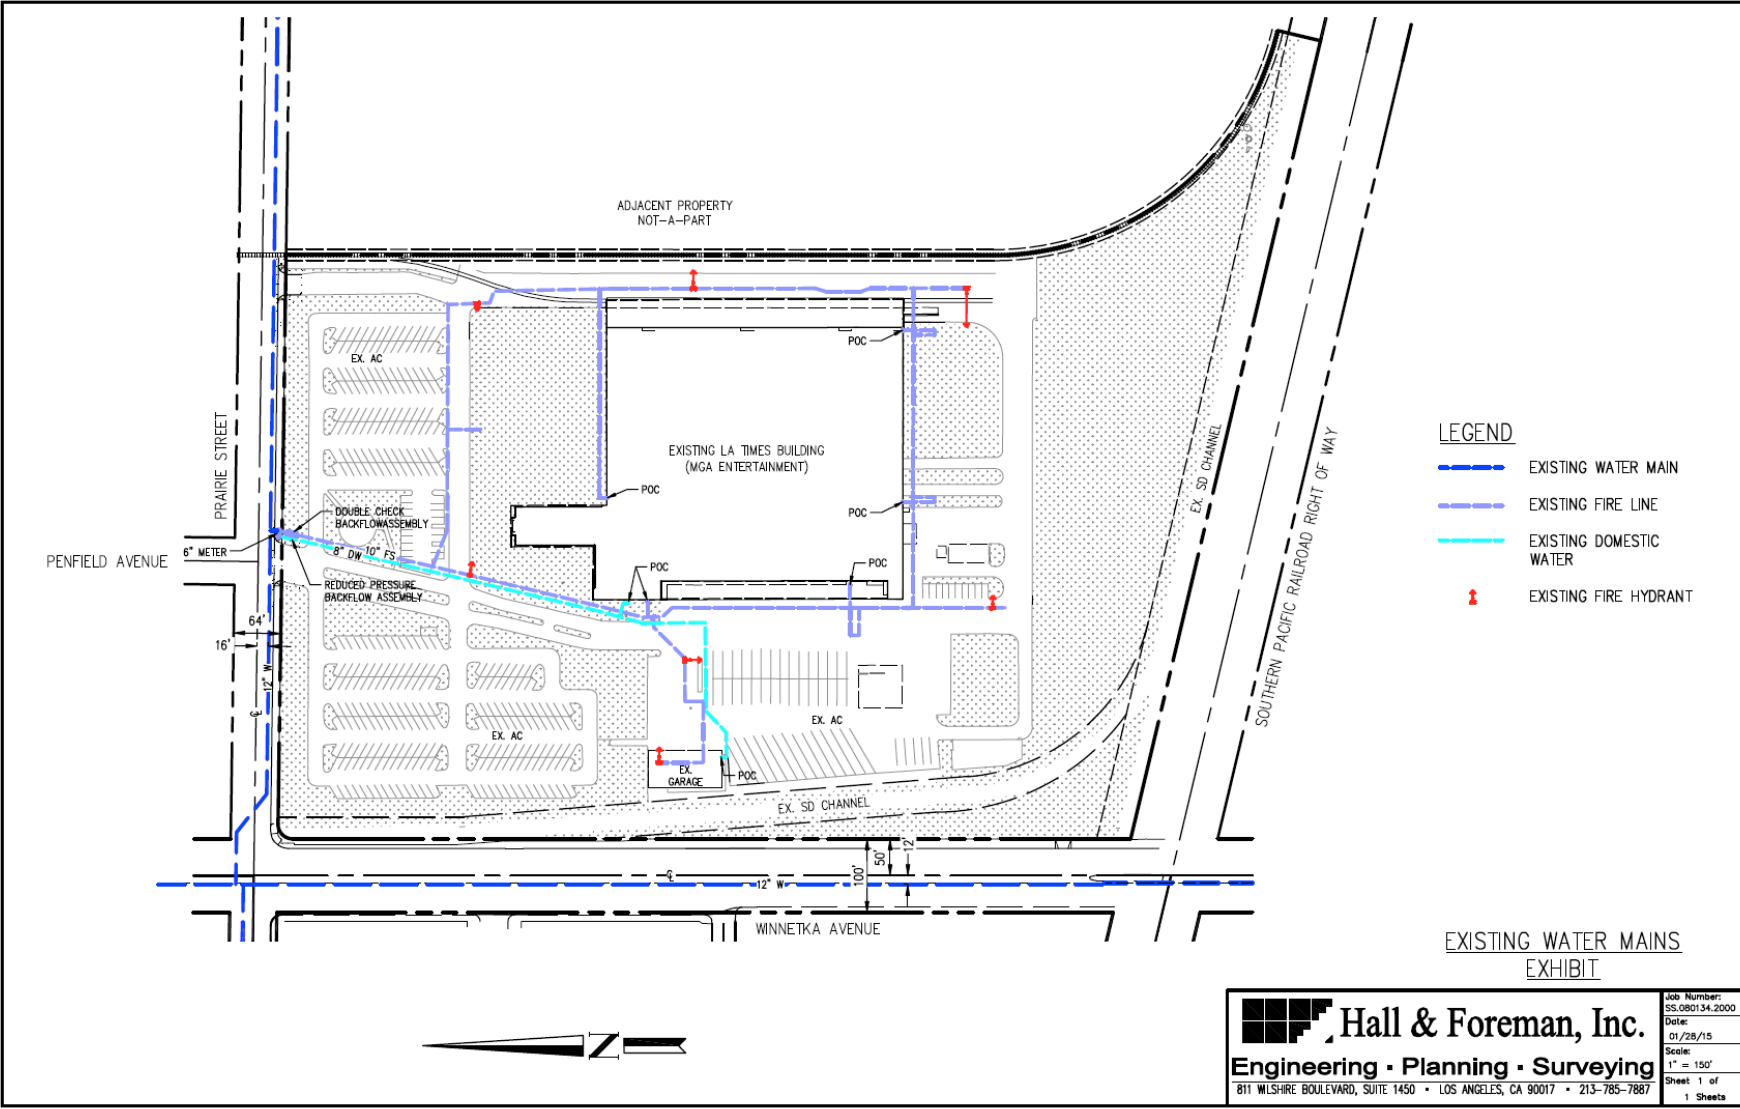 ADJACENT PROPERTY
NOT-A-PART
POC
EX. AC
PRAIRIE STREET
EXISTING LA TIMES BUILDING
(MGA ENTERTAINMENT)
POC
POC
DOUBLE CHECK
BACKFLOWASSEMBLY
6" METER
PENFIELD AVENUE
8" DW
10" FS
REDUCED PRESSURE
BACKFLOW ASSEMBLY
POC
POC
64'
16'
12" W
EX. AC
EX. AC
EX.
GARAGE
POC
EX. SD CHANNEL
EX. SD CHANNEL
SOUTHERN PACIFIC RAILROAD RIGHT OF WAY
12" W
100'
50'
12'
WINNETKA AVENUE
LEGEND
EXISTING WATER MAIN
EXISTING FIRE LINE
EXISTING DOMESTIC
WATER
EXISTING FIRE HYDRANT
EXISTING WATER MAINS
EXHIBIT
N
Hall & Foreman, Inc.
Engineering · Planning · Surveying
811 WILSHIRE BOULEVARD, SUITE 1450 • LOS ANGELES, CA 90017 • 213-785-7887
Job Number:
SS.080134.2000
Date:
01/28/15
Scale:
1" = 150'
Sheet 1 of
1 Sheets